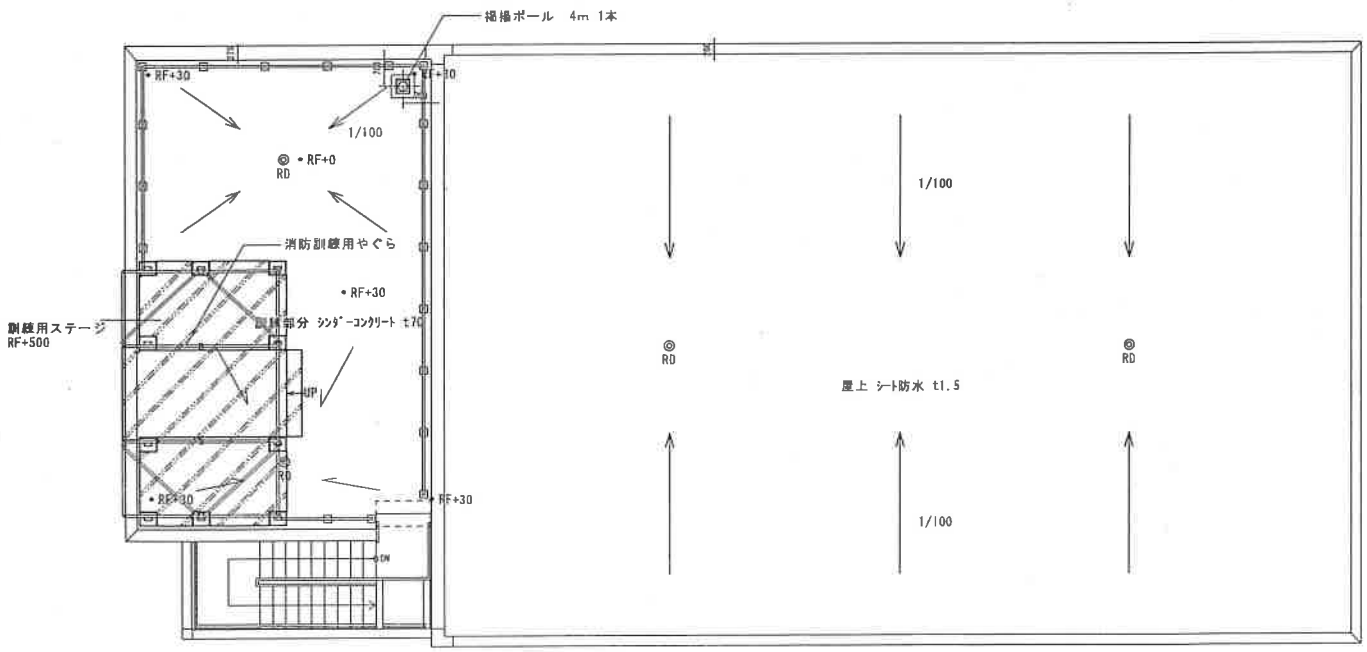 掲揚ポール 4m 1本
RF+30
RF+30
1/100
RF+0
RD
1/100
消防訓練用やぐら
RF+30
訓練用ステージ
RF+500
訓練部分 シンダーコンクリート t70
RD
RD
屋上 シート防水 t1.5
UP
RD
RF+30
RF+30
1/100
DN